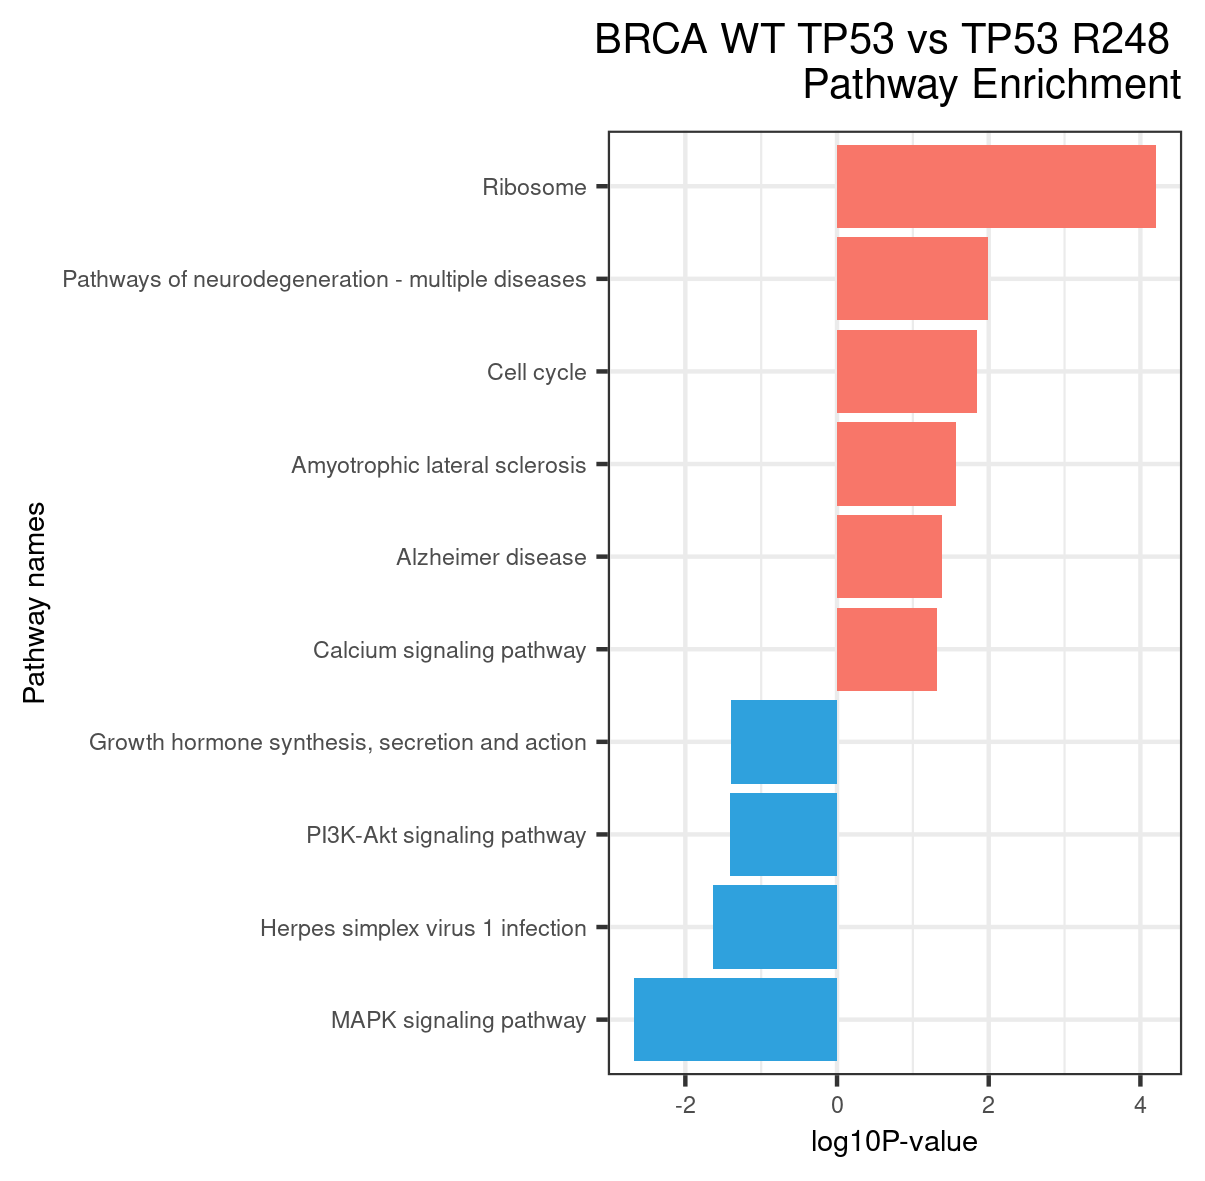 BRCA WT TP53 vs TP53 R248
Pathway Enrichment
Ribosome
Pathways of neurodegeneration - multiple diseases
Cell cycle
Amyotrophic lateral sclerosis
Alzheimer disease
Calcium signaling pathway
Growth hormone synthesis, secretion and action
PI3K-Akt signaling pathway
Herpes simplex virus 1 infection
MAPK signaling pathway
Pathway names
-2 0 2 4
log10P-value